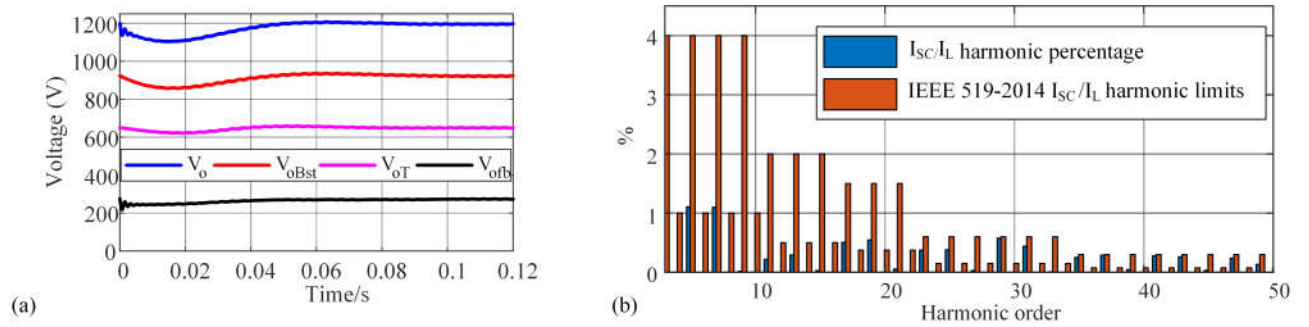 1200
1000
800
600
400
200
0
Voltage (V)
V_o V_oBst V_oT V_ofb
0 0.02 0.04 0.06 0.08 0.1 0.12
Time/s
(a)
4
3
2
1
0
%
I_SC/I_L harmonic percentage
IEEE 519-2014 I_SC/I_L harmonic limits
10 20 30 40 50
Harmonic order
(b)